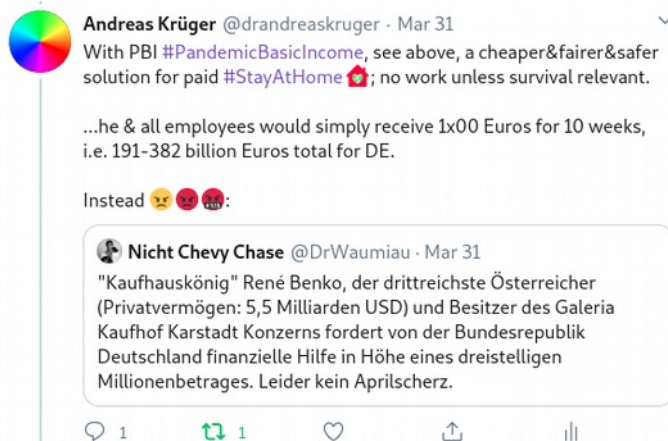 Andreas Krüger @drandreaskruger · Mar 31
With PBI #PandemicBasicIncome, see above, a cheaper&fairer&safer
solution for paid #StayAtHome; no work unless survival relevant.
...he & all employees would simply receive 1x00 Euros for 10 weeks,
i.e. 191-382 billion Euros total for DE.
Instead 😠😡🤬:
Nicht Chevy Chase @DrWaumiau · Mar 31
"Kaufhauskönig" René Benko, der drittreichste Österreicher
(Privatvermögen: 5,5 Milliarden USD) und Besitzer des Galeria
Kaufhof Karstadt Konzerns fordert von der Bundesrepublik
Deutschland finanzielle Hilfe in Höhe eines dreistelligen
Millionenbetrages. Leider kein Aprilscherz.
1 1